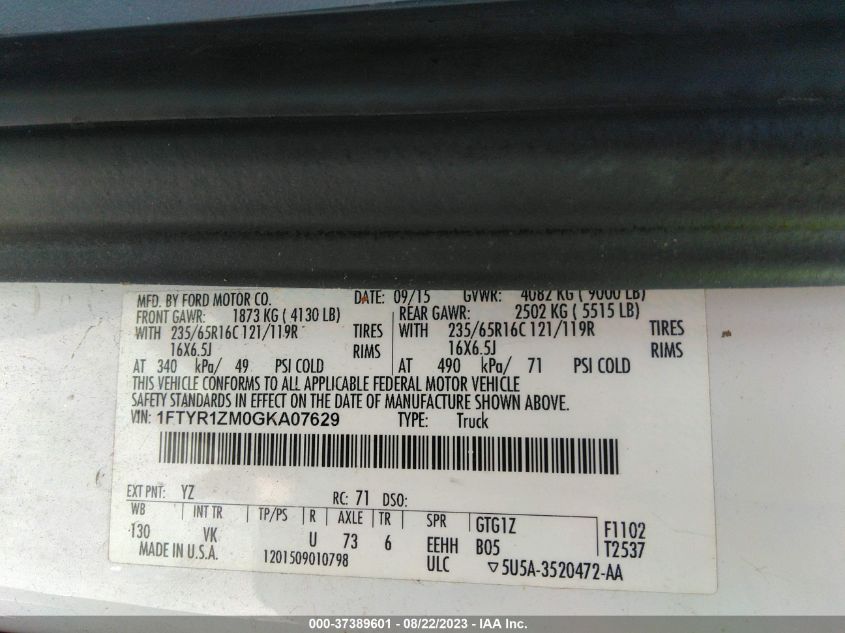 MFD. BY FORD MOTOR CO. DATE: 09/15 GVWR: 4082 KG ( 9000 LB)
FRONT GAWR: 1873 KG ( 4130 LB) REAR GAWR: 2502 KG ( 5515 LB)
WITH 235/65R16C 121/119R TIRES WITH 235/65R16C 121/119R TIRES
16X6.5J RIMS 16X6.5J RIMS
AT 340 kPa/ 49 PSI COLD AT 490 kPa/ 71 PSI COLD
THIS VEHICLE CONFORMS TO ALL APPLICABLE FEDERAL MOTOR VEHICLE
SAFETY STANDARDS IN EFFECT ON THE DATE OF MANUFACTURE SHOWN ABOVE.
VIN: 1FTYR1ZM0GKA07629 TYPE: Truck
EXT PNT: YZ RC: 71 DSO:
WB INT TR TP/PS R AXLE TR SPR GTG1Z F1102
130 VK U 73 6 EEHH B05 T2537
MADE IN U.S.A. 1201509010798 ULC ▽5U5A-3520472-AA
000-37389601 - 08/22/2023 - IAA Inc.